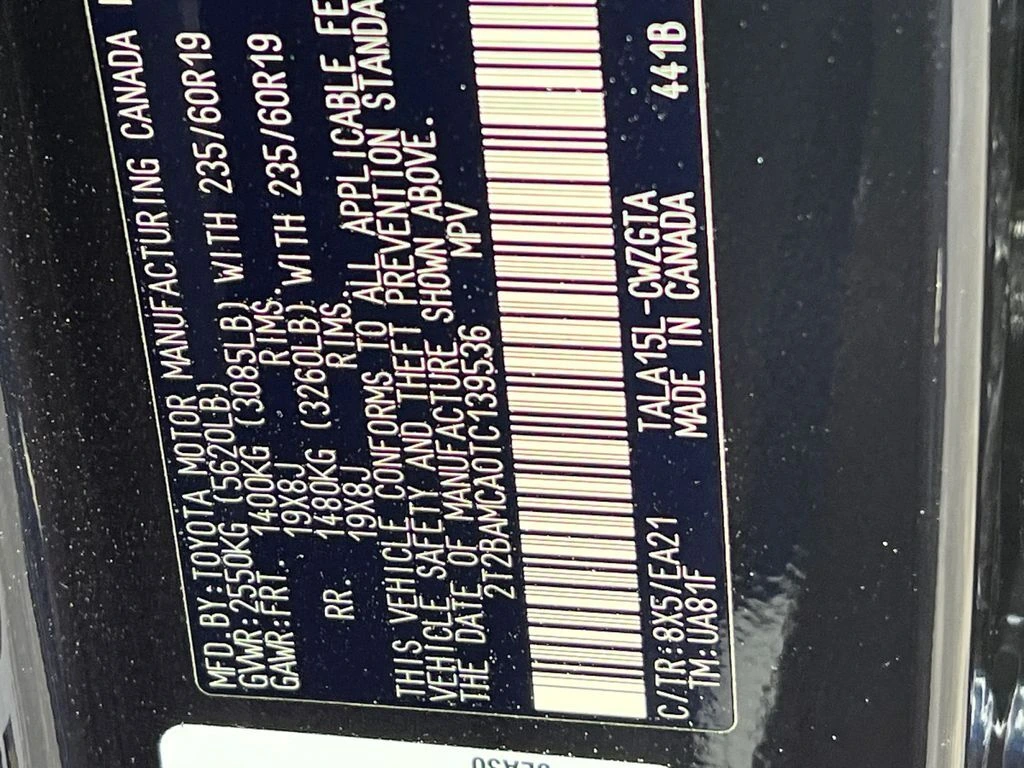 MFD.BY:TOYOTA MOTOR MANUFACTURING CANADA
GVWR:2550KG (5620LB)
GAWR:FRT. 1400KG (3085LB) WITH 235/60R19
19X8J RIMS.
RR. 1480KG (3260LB) WITH 235/60R19
19X8J RIMS.
THIS VEHICLE CONFORMS TO ALL APPLICABLE FE
VEHICLE SAFETY AND THEFT PREVENTION STANDA
THE DATE OF MANUFACTURE SHOWN ABOVE.
2T2BAMCA0TC139536 MPV
C/TR:8X5/EA21 TALA15L-CWZGTA 441B
TM:UA81F MADE IN CANADA